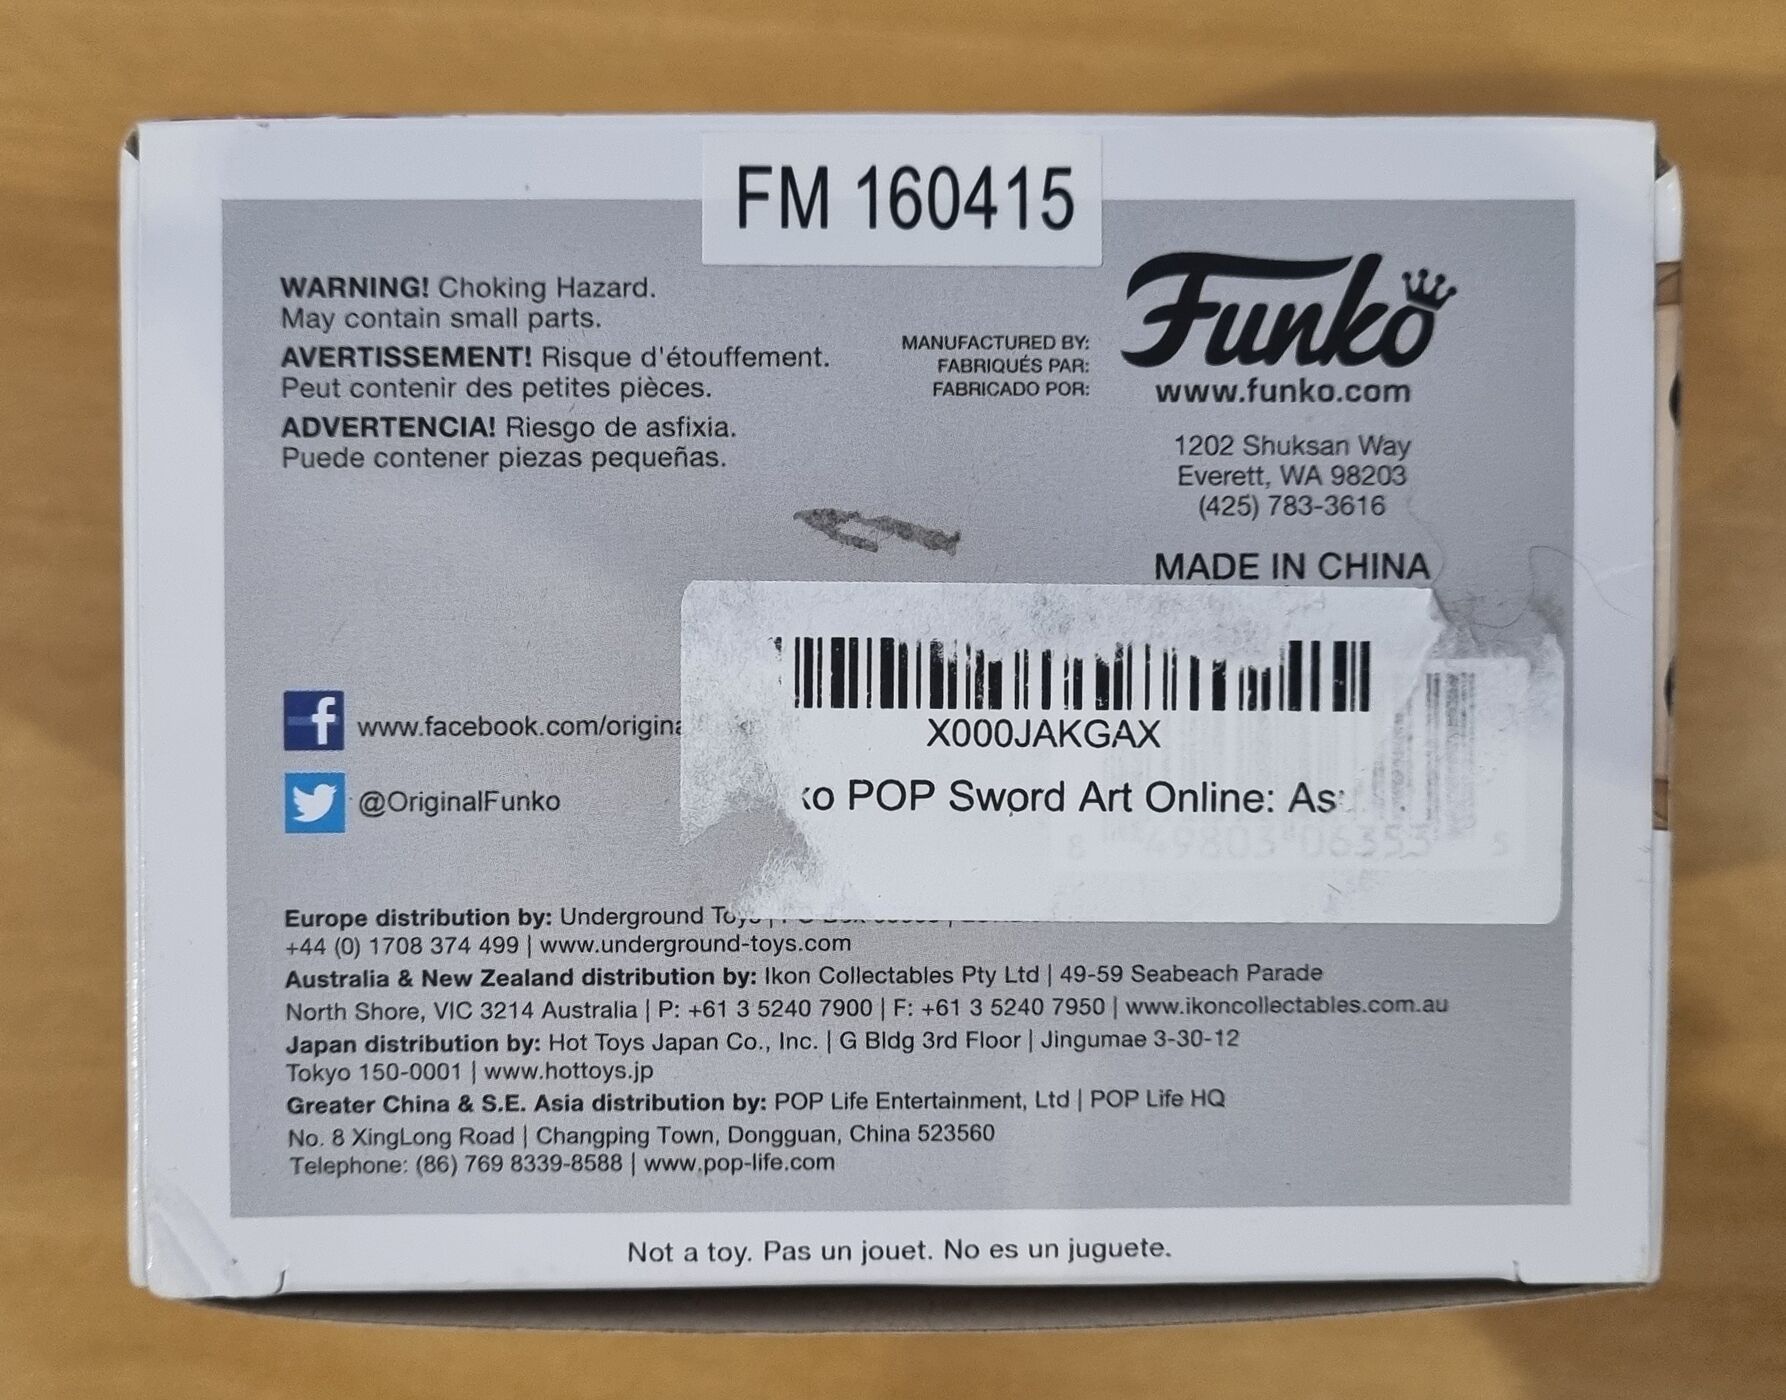 FM 160415
WARNING! Choking Hazard.
May contain small parts.
AVERTISSEMENT! Risque d'étouffement.
Peut contenir des petites pièces.
ADVERTENCIA! Riesgo de asfixia.
Puede contener piezas pequeñas.
MANUFACTURED BY:
FABRIQUÉS PAR:
FABRICADO POR:
Funko
www.funko.com
1202 Shuksan Way
Everett, WA 98203
(425) 783-3616
MADE IN CHINA
www.facebook.com/origina
@OriginalFunko
X000JAKGAX
ko POP Sword Art Online: As
8 49803 06353 5
Europe distribution by: Underground Toys |
+44 (0) 1708 374 499 | www.underground-toys.com
Australia & New Zealand distribution by: Ikon Collectables Pty Ltd | 49-59 Seabeach Parade
North Shore, VIC 3214 Australia | P: +61 3 5240 7900 | F: +61 3 5240 7950 | www.ikoncollectables.com.au
Japan distribution by: Hot Toys Japan Co., Inc. | G Bldg 3rd Floor | Jingumae 3-30-12
Tokyo 150-0001 | www.hottoys.jp
Greater China & S.E. Asia distribution by: POP Life Entertainment, Ltd | POP Life HQ
No. 8 XingLong Road | Changping Town, Dongguan, China 523560
Telephone: (86) 769 8339-8588 | www.pop-life.com
Not a toy. Pas un jouet. No es un juguete.